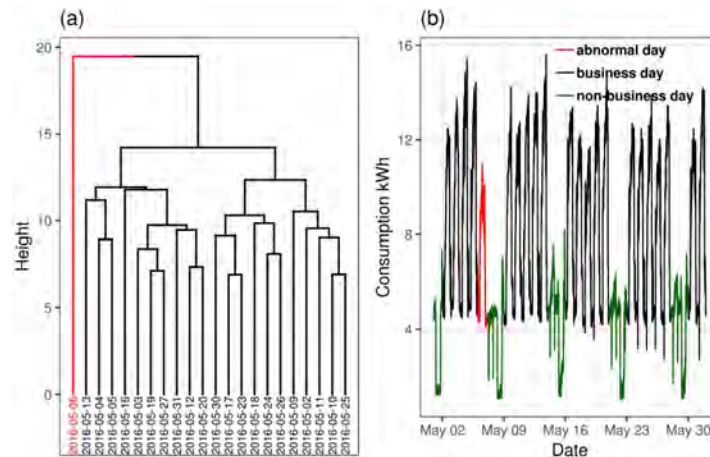 (a)
(b)
20
15
10
5
0
Height
2016-05-06
2016-05-13
2016-05-04
2016-05-05
2016-05-16
2016-05-03
2016-05-19
2016-05-27
2016-05-31
2016-05-12
2016-05-20
2016-05-30
2016-05-17
2016-05-23
2016-05-18
2016-05-24
2016-05-26
2016-05-09
2016-05-02
2016-05-11
2016-05-10
2016-05-25
16
12
8
4
Consumption kWh
abnormal day
business day
non-business day
May 02
May 09
May 16
May 23
May 30
Date